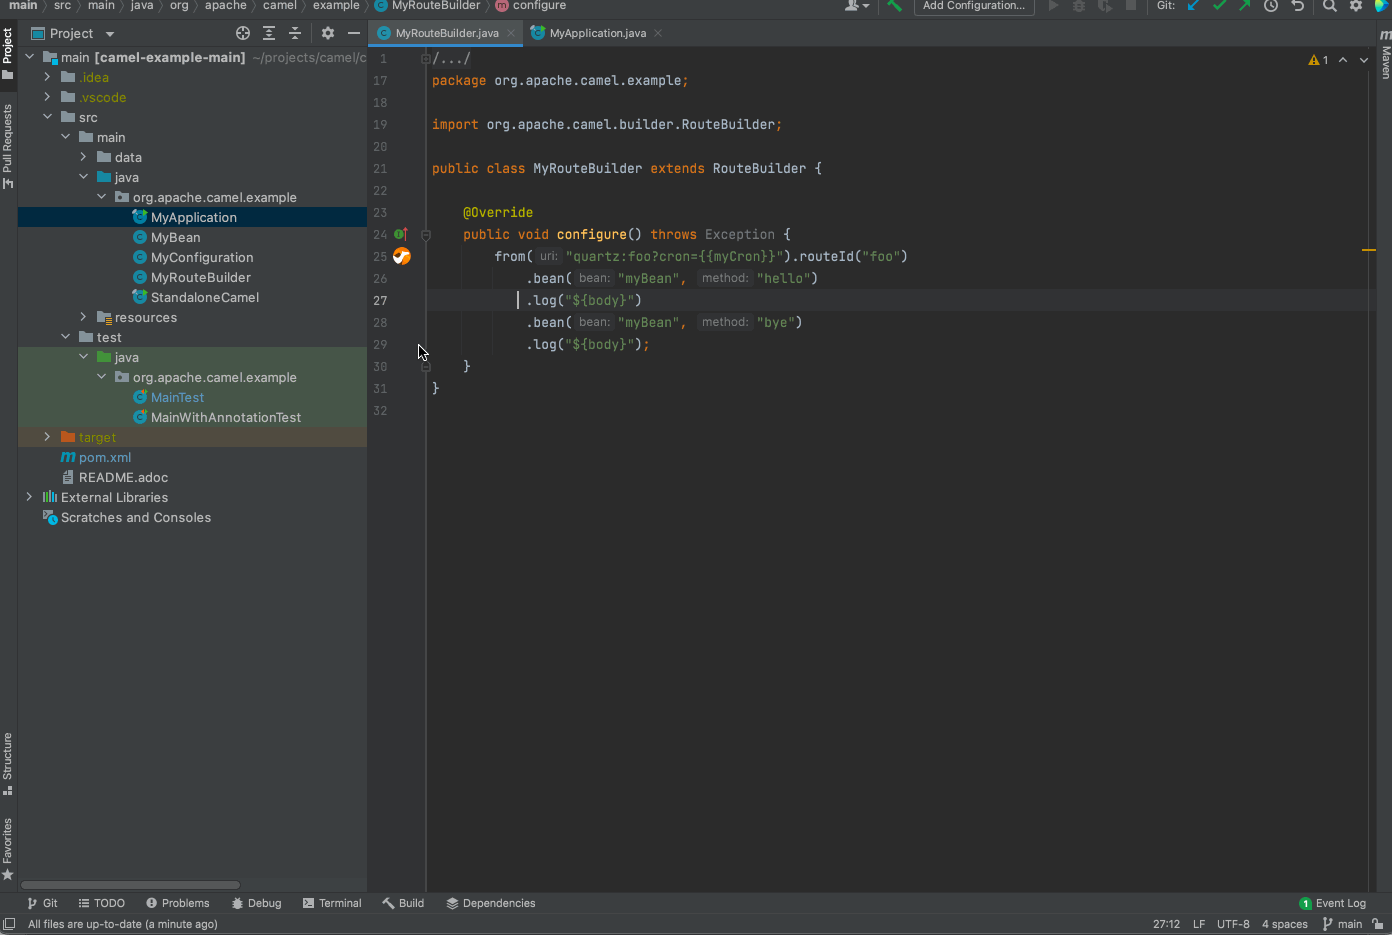 main src main java org apache camel example MyRouteBuilder configure Add Configuration... Git:
Project
MyRouteBuilder.java
MyApplication.java
Project
Pull Requests
Structure
Favorites
Maven
main [camel-example-main] ~/projects/camel/c
.idea
.vscode
src
main
data
java
org.apache.camel.example
MyApplication
MyBean
MyConfiguration
MyRouteBuilder
StandaloneCamel
resources
test
java
org.apache.camel.example
MainTest
MainWithAnnotationTest
target
pom.xml
README.adoc
External Libraries
Scratches and Consoles
1 /.../
17 package org.apache.camel.example;
18
19 import org.apache.camel.builder.RouteBuilder;
20
21 public class MyRouteBuilder extends RouteBuilder {
22
23 @Override
24 public void configure() throws Exception {
25 from( uri: "quartz:foo?cron={{myCron}}").routeId("foo")
26 .bean( bean: "myBean", method: "hello")
27 .log("${body}")
28 .bean( bean: "myBean", method: "bye")
29 .log("${body}");
30 }
31 }
32
1
Git TODO Problems Debug Terminal Build Dependencies 1 Event Log
All files are up-to-date (a minute ago) 27:12 LF UTF-8 4 spaces main